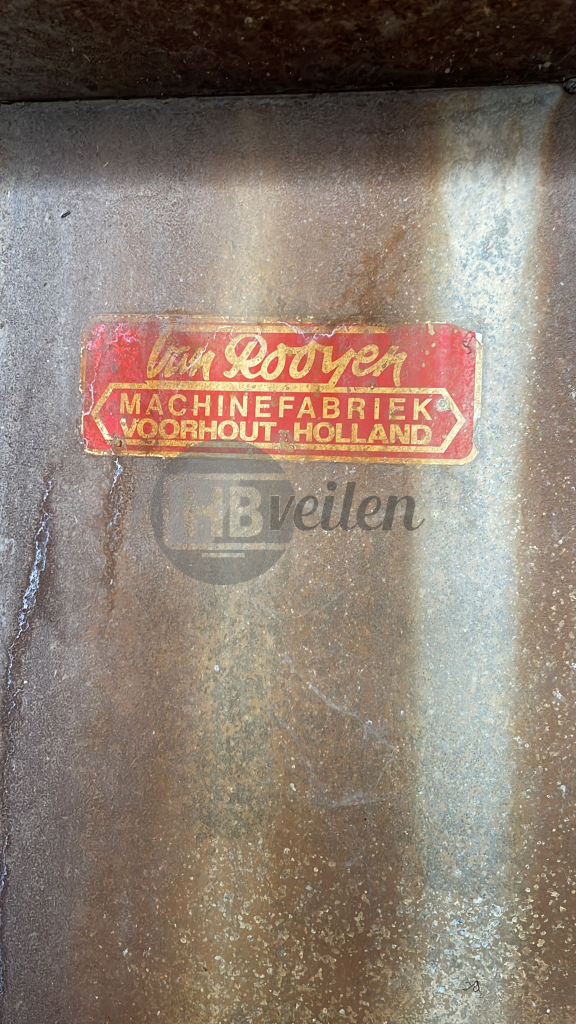 Van Rooyen
MACHINEFABRIEK
VOORHOUT-HOLLAND
HBveilen